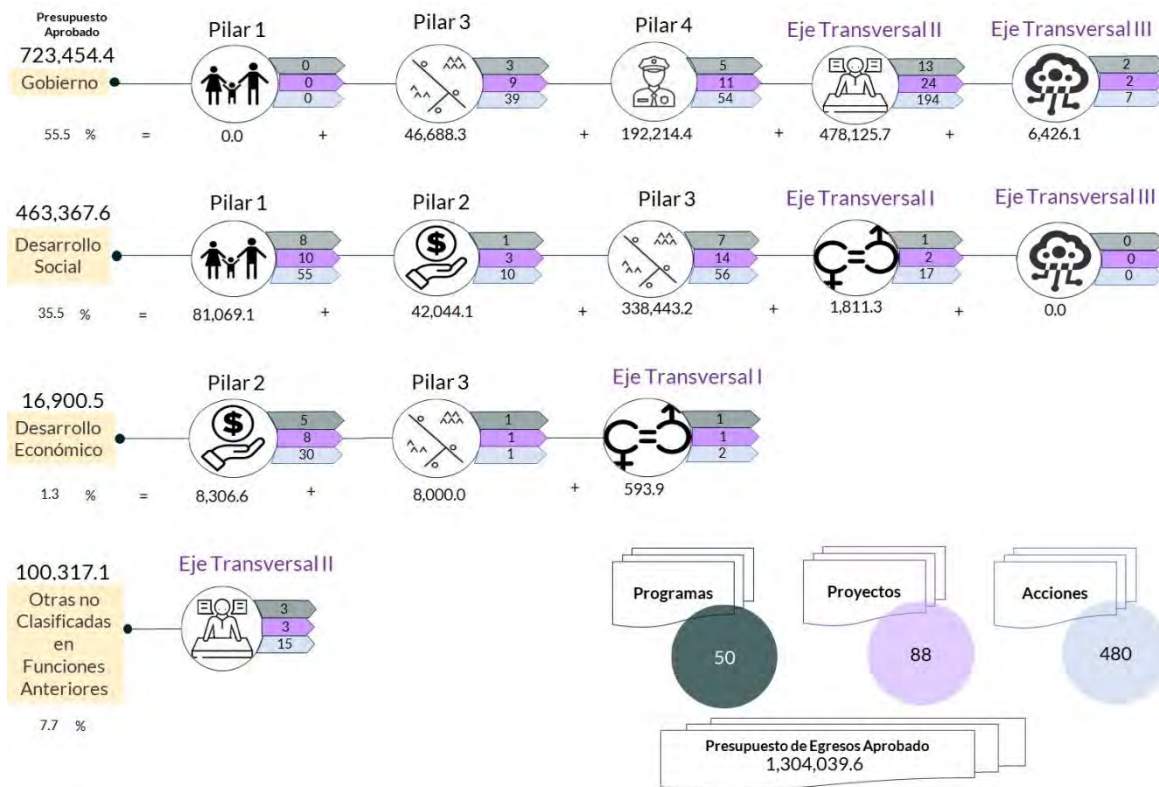 Presupuesto
Aprobado
723,454.4
Gobierno
55.5 %
=
Pilar 1
0
0
0
0.0
+
Pilar 3
3
9
39
46,688.3
+
Pilar 4
5
11
54
192,214.4
+
Eje Transversal II
13
24
194
478,125.7
+
Eje Transversal III
2
2
7
6,426.1
463,367.6
Desarrollo
Social
35.5 %
=
Pilar 1
8
10
55
81,069.1
+
Pilar 2
$
1
3
10
42,044.1
+
Pilar 3
7
14
56
338,443.2
+
Eje Transversal I
1
2
17
1,811.3
+
Eje Transversal III
0
0
0
0.0
16,900.5
Desarrollo
Económico
1.3 %
=
Pilar 2
$
5
8
30
8,306.6
+
Pilar 3
1
1
1
8,000.0
+
Eje Transversal I
1
1
2
593.9
100,317.1
Otras no
Clasificadas
en
Funciones
Anteriores
7.7 %
Eje Transversal II
3
3
15
Programas
50
Proyectos
88
Acciones
480
Presupuesto de Egresos Aprobado
1,304,039.6